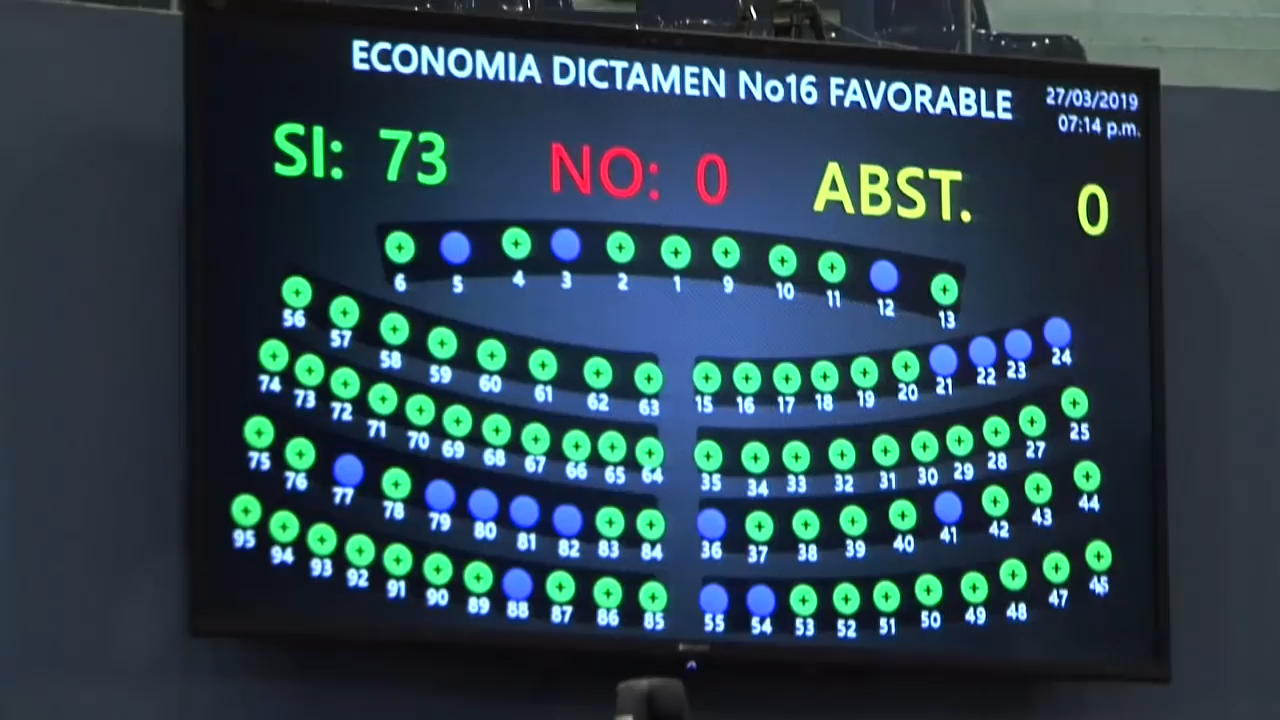 ECONOMIA DICTAMEN No16 FAVORABLE
27/03/2019
07:14 p.m.
SI: 73 NO: 0 ABST. 0
6 5 4 3 2 1 9 10 11 12 13
56 57 58 59 60 61 62 63 15 16 17 18 19 20 21 22 23 24
74 73 72 71 70 69 68 67 66 65 64 35 34 33 32 31 30 29 28 27 25
75 76 77 78 79 80 81 82 83 84 36 37 38 39 40 41 42 43 44
95 94 93 92 91 90 89 88 87 86 85 55 54 53 52 51 50 49 48 47 45